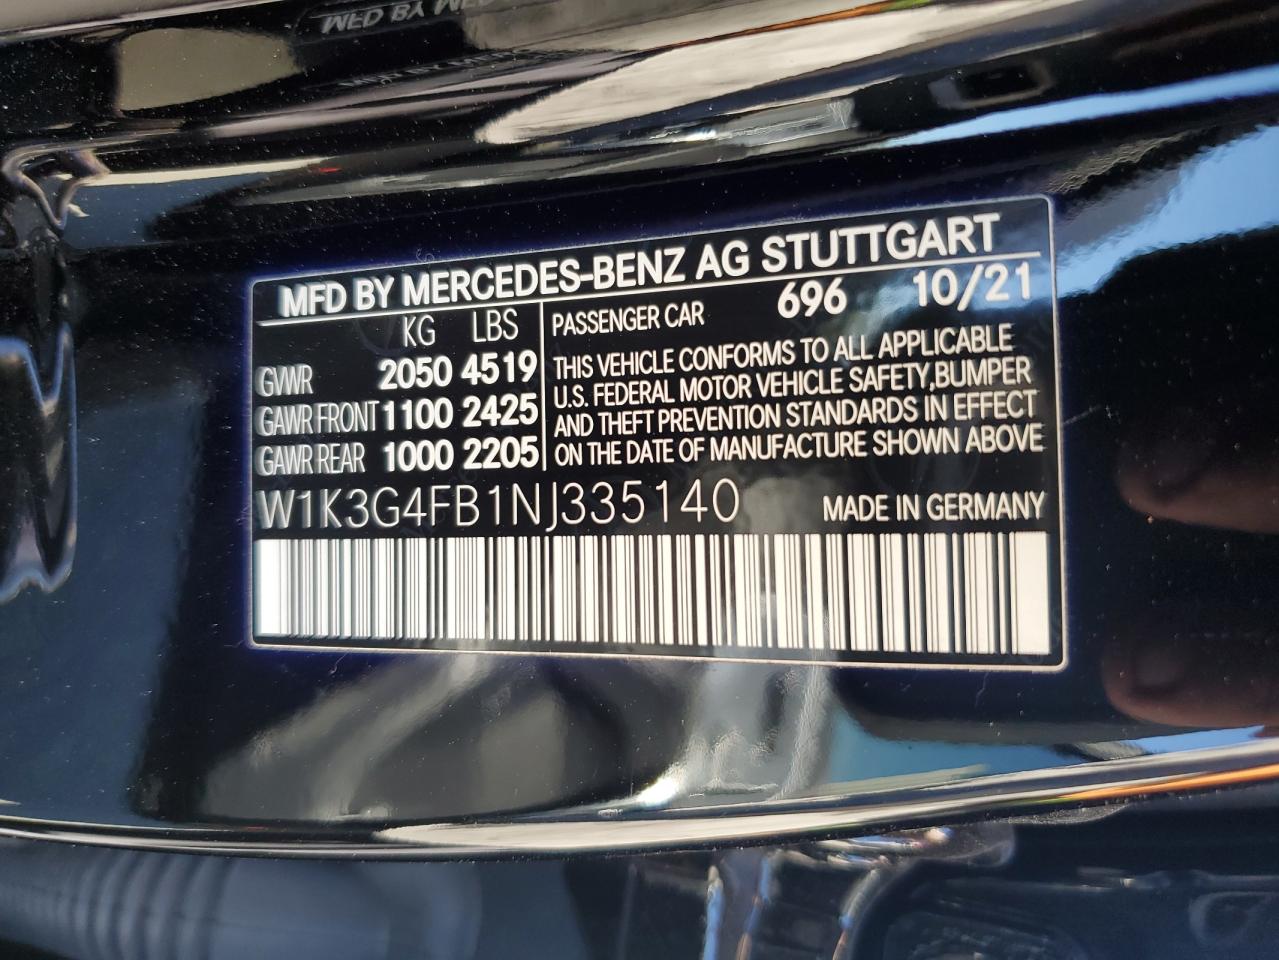 MFD BY MERCEDES-BENZ AG STUTTGART
KG LBS
GVWR 2050 4519
GAWR FRONT 1100 2425
GAWR REAR 1000 2205
PASSENGER CAR 696 10/21
THIS VEHICLE CONFORMS TO ALL APPLICABLE
U.S. FEDERAL MOTOR VEHICLE SAFETY,BUMPER
AND THEFT PREVENTION STANDARDS IN EFFECT
ON THE DATE OF MANUFACTURE SHOWN ABOVE
W1K3G4FB1NJ335140
MADE IN GERMANY